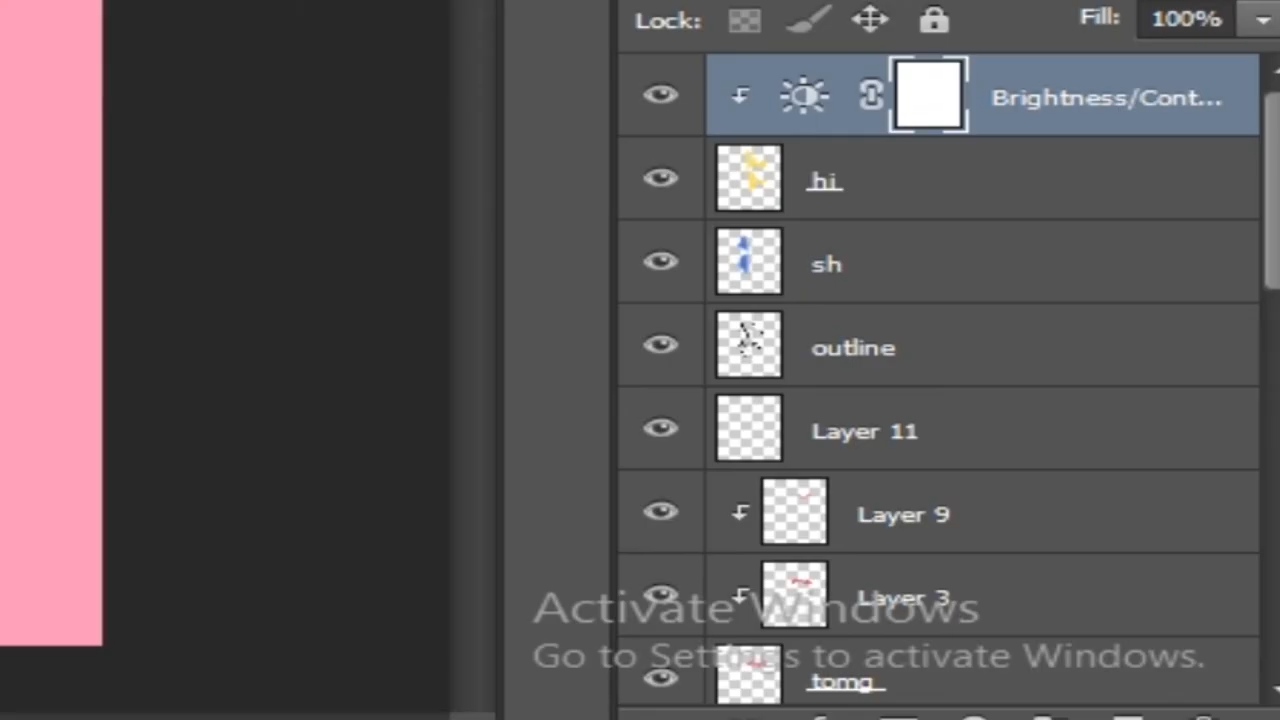 Lock:
Fill: 100%
Brightness/Cont...
hi
sh
outline
Layer 11
Layer 9
Layer 3
Activate Windows
Go to Settings to activate Windows.
tomg